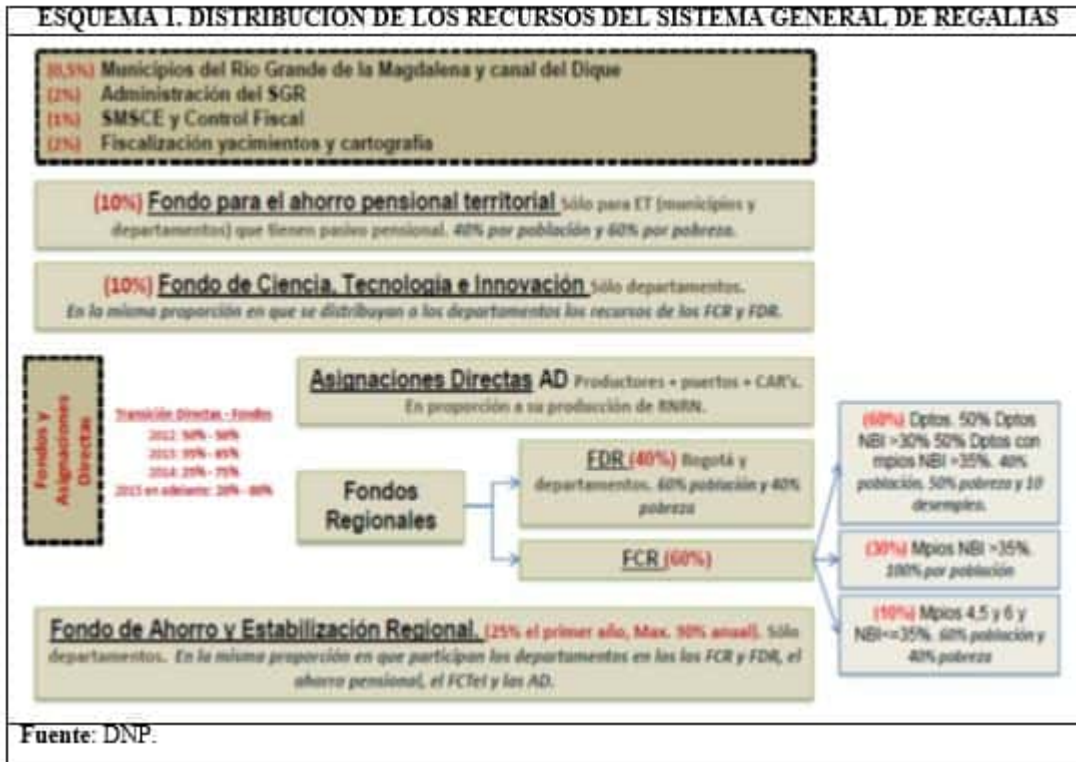 ESQUEMA 1. DISTRIBUCIÓN DE LOS RECURSOS DEL SISTEMA GENERAL DE REGALÍAS
(0,5%) Municipios del Río Grande de la Magdalena y canal del Dique
(2%) Administración del SGR
(1%) SMSCE y Control Fiscal
(2%) Fiscalización yacimientos y cartografía
(10%) Fondo para el ahorro pensional territorial Sólo para ET (municipios y
departamentos) que tienen pasivo pensional. 40% por población y 60% por pobreza.
(10%) Fondo de Ciencia, Tecnología e Innovación Sólo departamentos.
En la misma proporción en que se distribuyan a los departamentos los recursos de los FCR y FDR.
Fondos y
Asignaciones
Directas
Transición Directas - Fondos
2012: 50% - 50%
2014: 25% - 75%
en adelante: 20% - 80%
Asignaciones Directas AD Productores + puertos + CAR's.
En proporción a su producción de RNRN.
Fondos
Regionales
FDR (40%) Bogotá y
departamentos. 60% población y 40%
pobreza
FCR (60%)
(60%) Dptos. 50% Dptos
NBI >30% 50% Dptos con
mpios NBI >35%. 40%
población. 50% pobreza y 10
desempleo.
(30%) Mpios NBI >35%.
100% por población
(10%) Mpios 4,5 y 6 y
NBI<=35%. 60% población y
40% pobreza
Fondo de Ahorro y Estabilización Regional. (25% el primer año, Max. 30% anual). Sólo
departamentos. En la misma proporción en que participan los departamentos en los los FCR y FDR, el
ahorro pensional, el FCTeI y las AD.
Fuente: DNP.